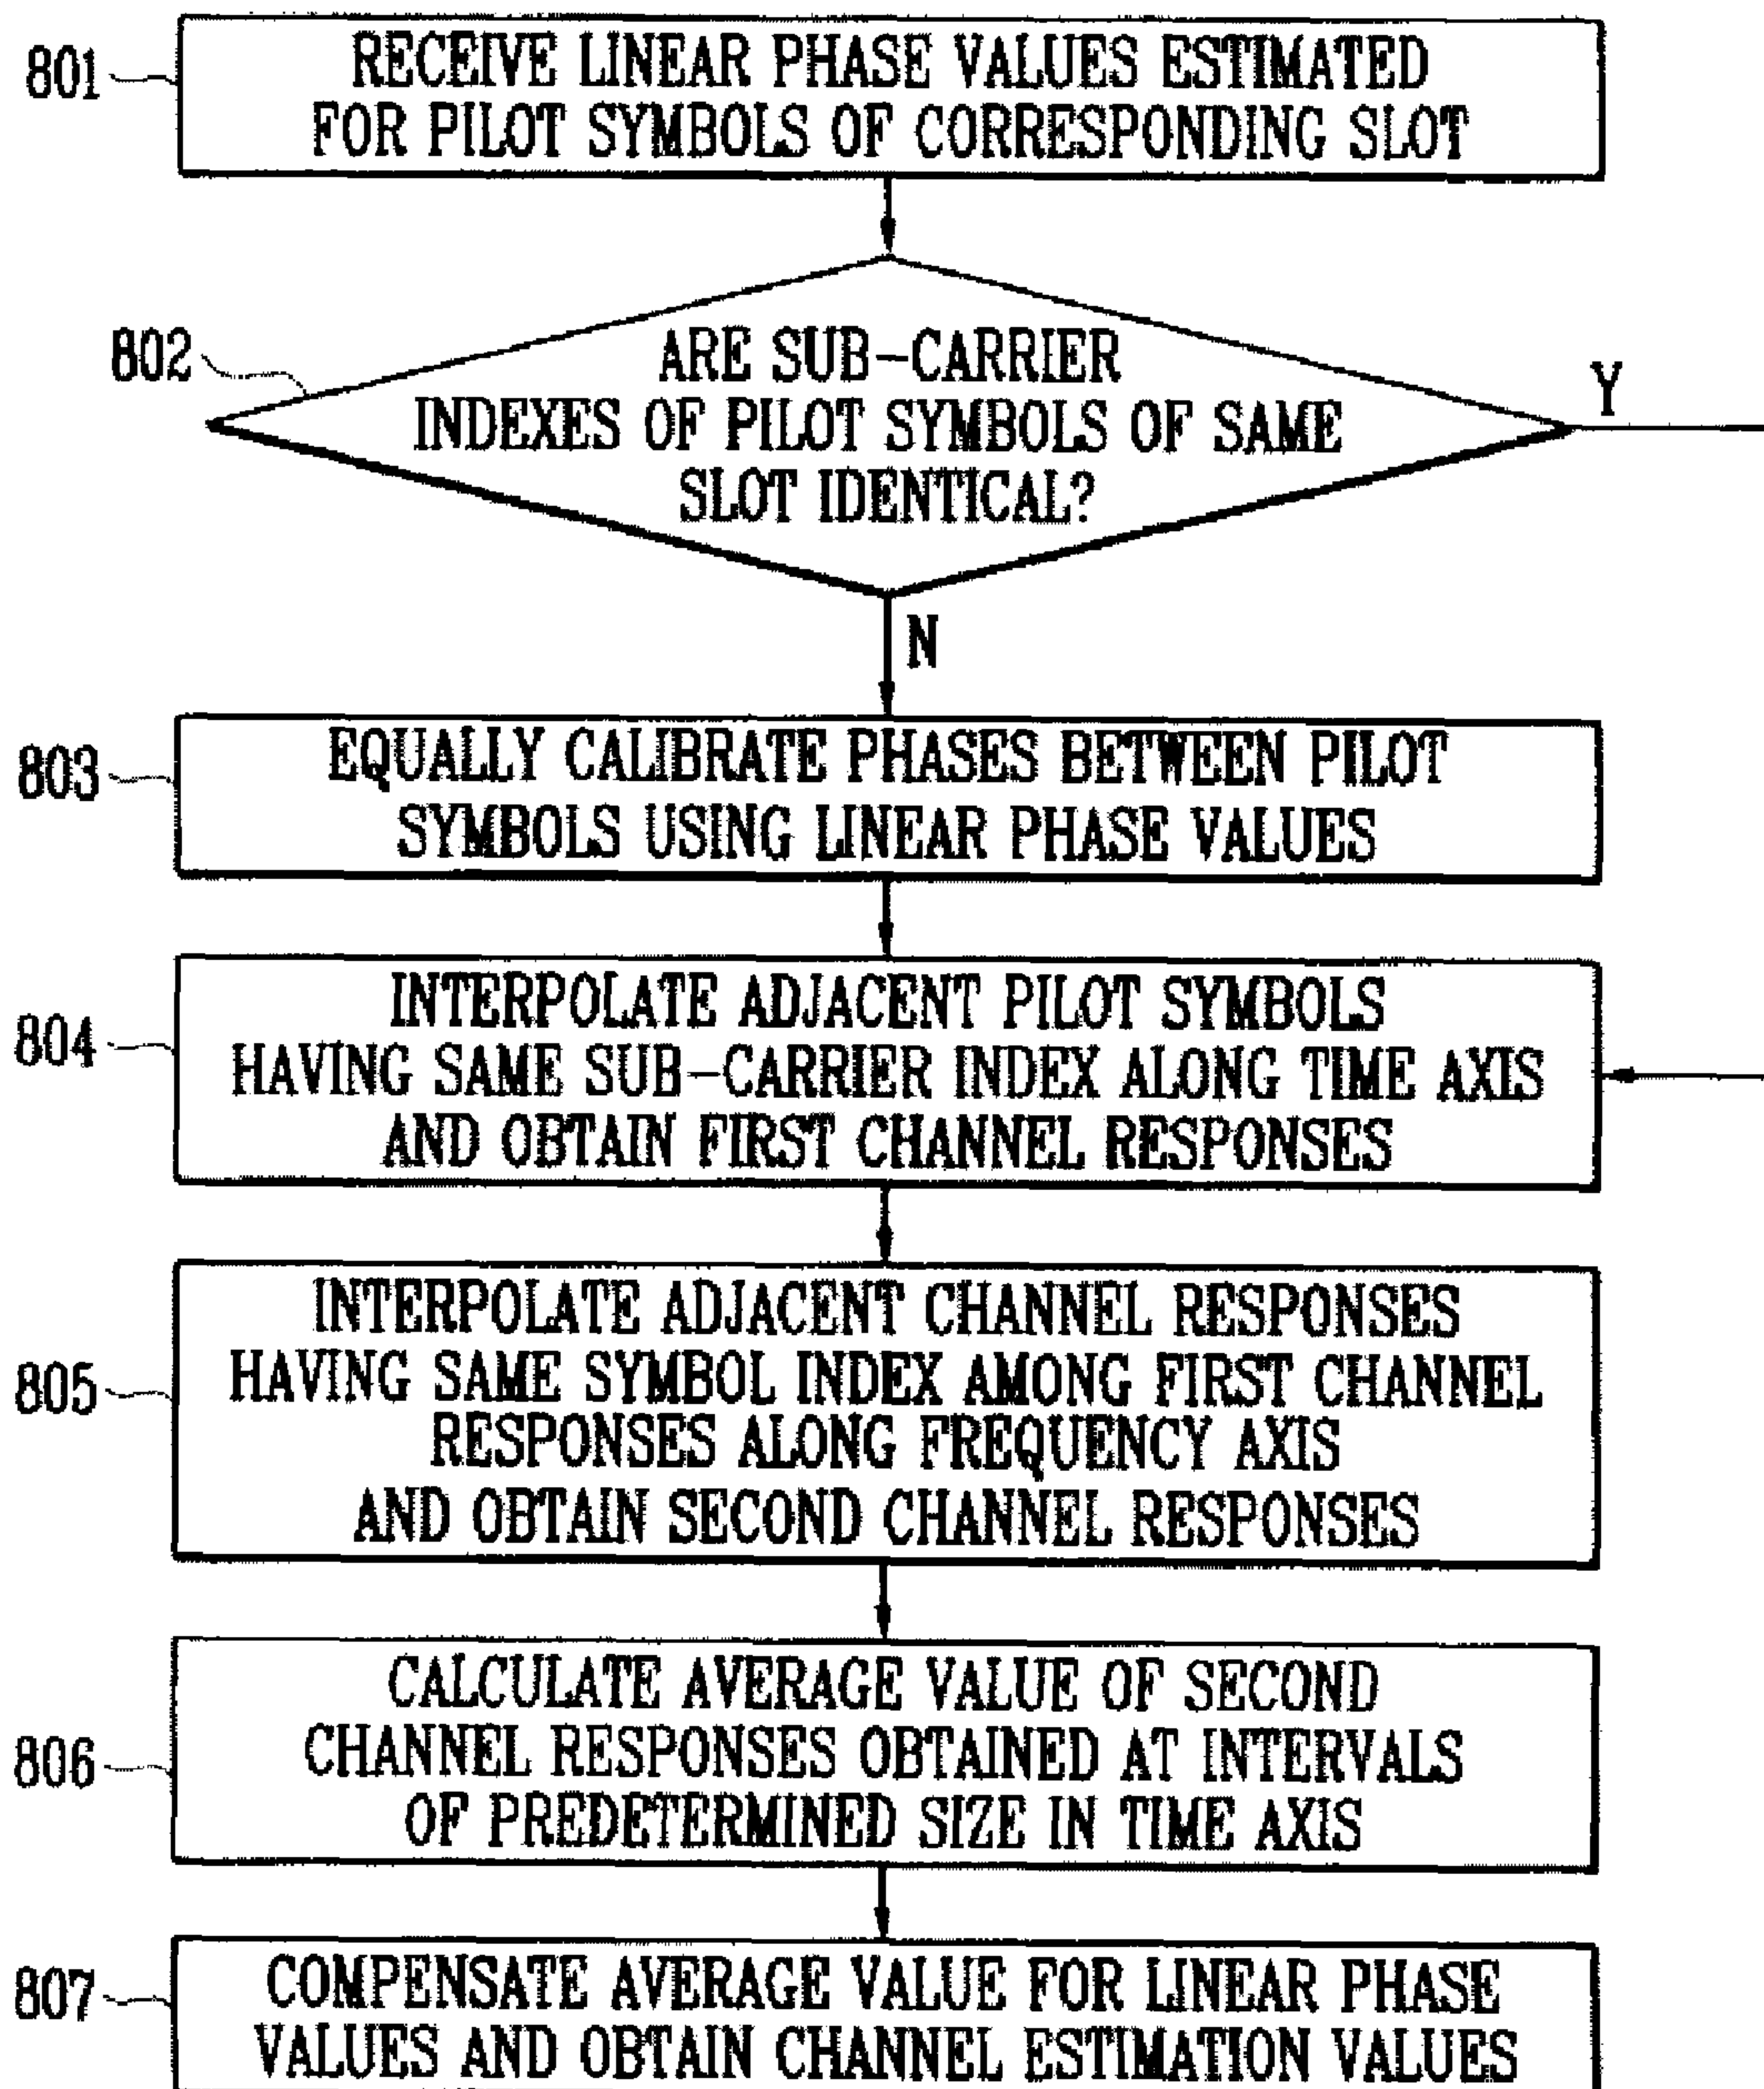 801
RECEIVE LINEAR PHASE VALUES ESTIMATED
FOR PILOT SYMBOLS OF CORRESPONDING SLOT
802
ARE SUB-CARRIER
INDEXES OF PILOT SYMBOLS OF SAME
SLOT IDENTICAL?
Y
N
803
EQUALLY CALIBRATE PHASES BETWEEN PILOT
SYMBOLS USING LINEAR PHASE VALUES
804
INTERPOLATE ADJACENT PILOT SYMBOLS
HAVING SAME SUB-CARRIER INDEX ALONG TIME AXIS
AND OBTAIN FIRST CHANNEL RESPONSES
805
INTERPOLATE ADJACENT CHANNEL RESPONSES
HAVING SAME SYMBOL INDEX AMONG FIRST CHANNEL
RESPONSES ALONG FREQUENCY AXIS
AND OBTAIN SECOND CHANNEL RESPONSES
806
CALCULATE AVERAGE VALUE OF SECOND
CHANNEL RESPONSES OBTAINED AT INTERVALS
OF PREDETERMINED SIZE IN TIME AXIS
807
COMPENSATE AVERAGE VALUE FOR LINEAR PHASE
VALUES AND OBTAIN CHANNEL ESTIMATION VALUES